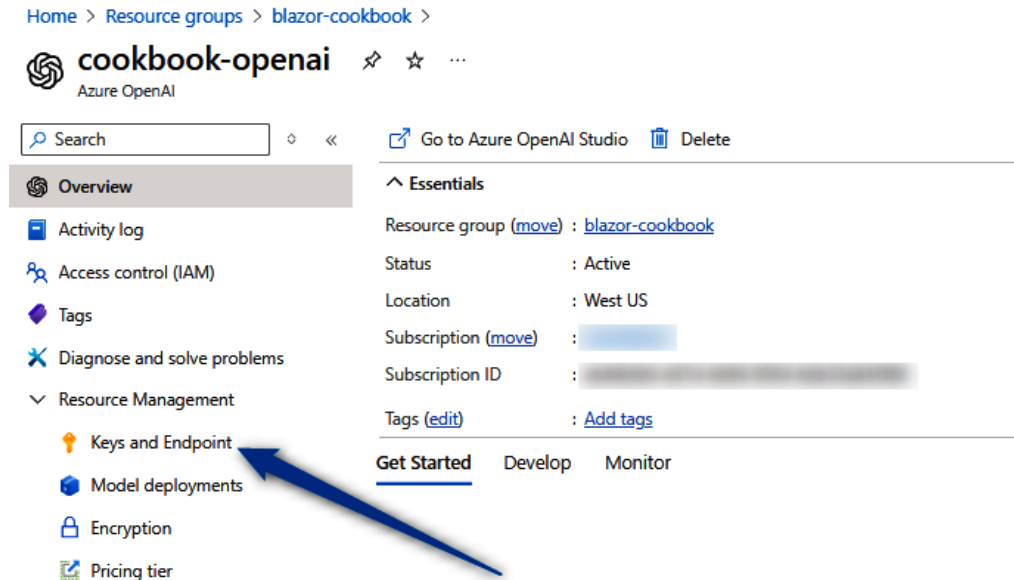 Home > Resource groups > blazor-cookbook >
cookbook-openai
Azure OpenAI
Search
Go to Azure OpenAI Studio Delete
Overview
Essentials
Activity log
Resource group (move) : blazor-cookbook
Access control (IAM)
Status : Active
Tags
Location : West US
Diagnose and solve problems
Subscription (move) :
Resource Management
Subscription ID :
Keys and Endpoint
Tags (edit) : Add tags
Model deployments
Get Started Develop Monitor
Encryption
Pricing tier